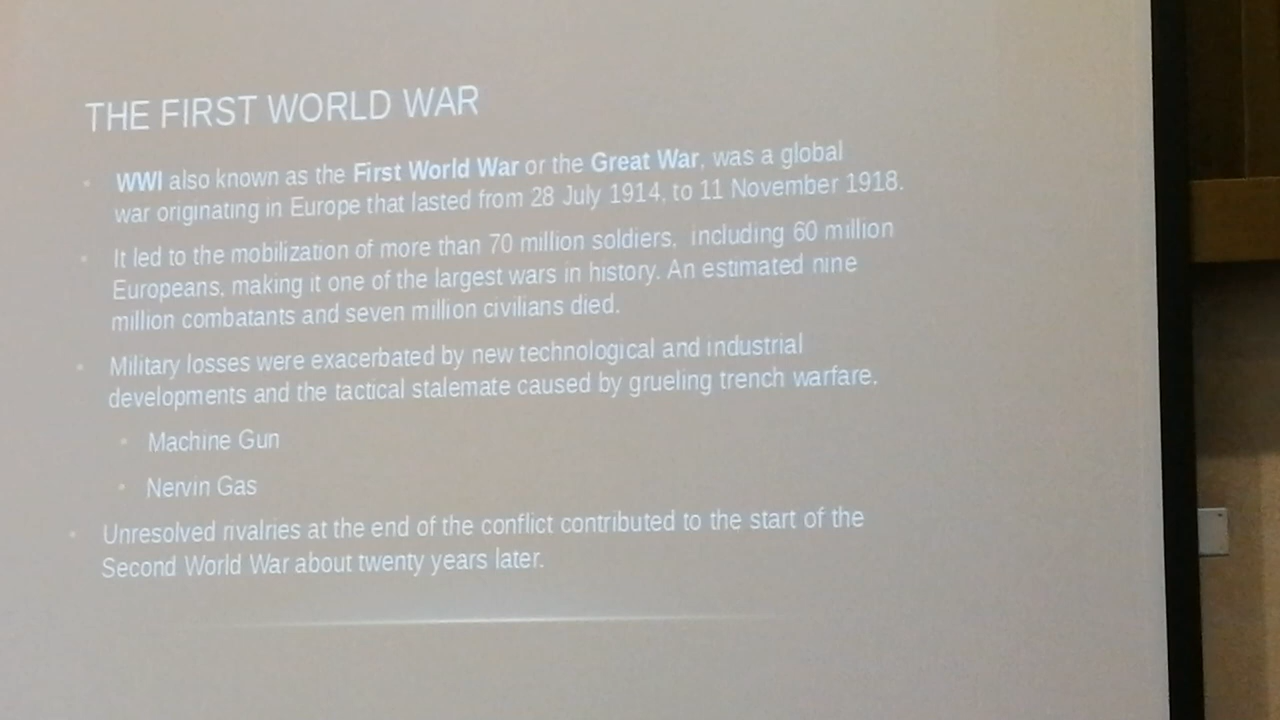 THE FIRST WORLD WAR
WWI also known as the First World War or the Great War, was a global
war originating in Europe that lasted from 28 July 1914, to 11 November 1918.
It led to the mobilization of more than 70 million soldiers, including 60 million
Europeans, making it one of the largest wars in history. An estimated nine
million combatants and seven million civilians died.
Military losses were exacerbated by new technological and industrial
developments and the tactical stalemate caused by grueling trench warfare.
Machine Gun
Nervin Gas
Unresolved rivalries at the end of the conflict contributed to the start of the
Second World War about twenty years later.